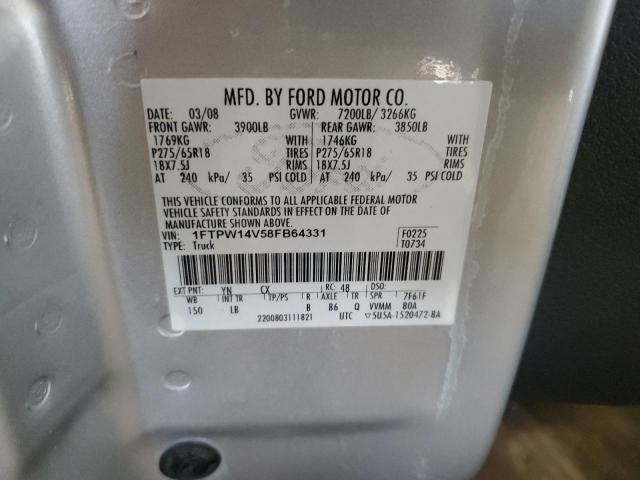 MFD. BY FORD MOTOR CO.
DATE: 03/08 GVWR: 7200LB/ 3266KG
FRONT GAWR: 3900LB REAR GAWR: 3850LB
1769KG WITH 1746KG WITH
P275/65R18 TIRES P275/65R18 TIRES
18X7.5J RIMS 18X7.5J RIMS
AT 240 kPa/ 35 PSI COLD AT 240 kPa/ 35 PSI COLD
THIS VEHICLE CONFORMS TO ALL APPLICABLE FEDERAL MOTOR
VEHICLE SAFETY STANDARDS IN EFFECT ON THE DATE OF
MANUFACTURE SHOWN ABOVE.
VIN: 1FTPW14V58FB64331 F0225
TYPE: Truck T0734
EXT PNT: YN CX RC: 48 DSO:
WB INT TR TP/PS R AXLE TR SPR 7F61F
150 LB B B6 Q VVMM 80A
2200803111821 UTC ▽5U5A-1520472-BA